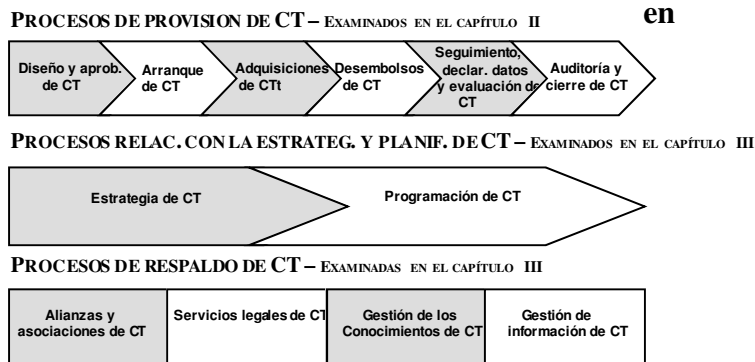 en
PROCESOS DE PROVISION DE CT – EXAMINADOS EN EL CAPÍTULO II
Diseño y aprob. de CT
Arranque de CT
Adquisiciones de CTt
Desembolsos de CT
Seguimiento, declar. datos y evaluación de CT
Auditoría y cierre de CT
PROCESOS RELAC. CON LA ESTRATEG. Y PLANIF. DE CT – EXAMINADOS EN EL CAPÍTULO III
Estrategia de CT
Programación de CT
PROCESOS DE RESPALDO DE CT – EXAMINADAS EN EL CAPÍTULO III
Alianzas y asociaciones de CT
Servicios legales de CT
Gestión de los Conocimientos de CT
Gestión de información de CT